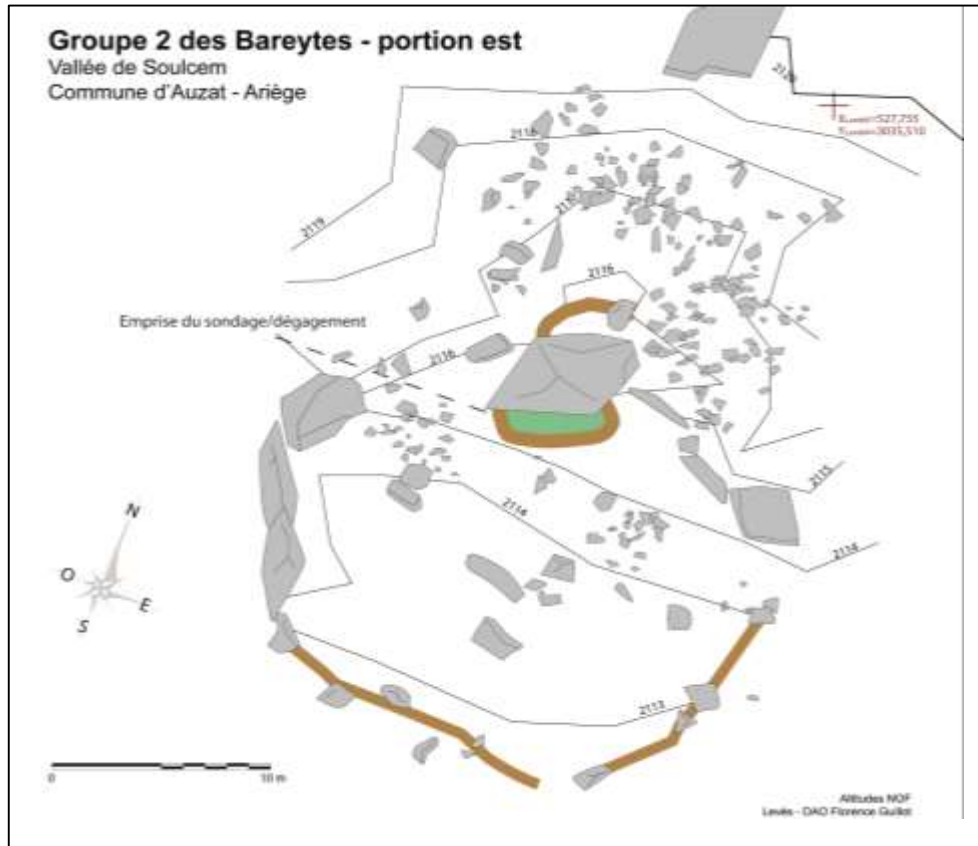 Groupe 2 des Bareytes - portion est
Vallée de Soulcem
Commune d'Auzat - Ariège
2118
2119
2116
Emprise du sondage/dégagement
2116
2115
2114
2114
2113
N
O
E
S
0
10 m
Altitudes NGF
Levés - DAO Florence Guillot